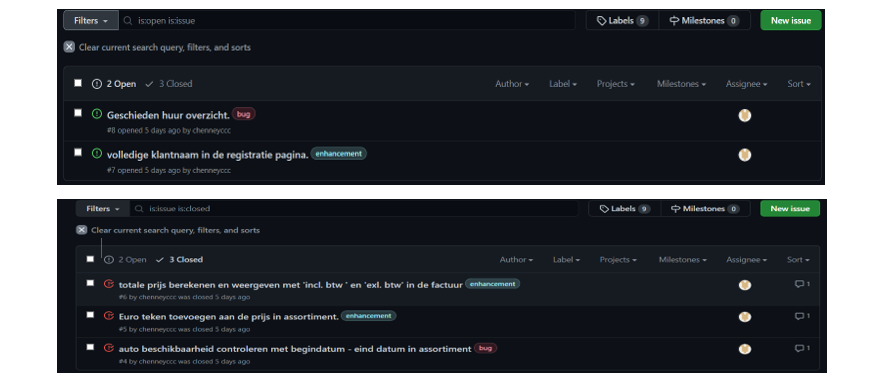 Filters is:open is:issue Labels 9 Milestones 0 New issue
Clear current search query, filters, and sorts
2 Open 3 Closed Author Label Projects Milestones Assignee Sort
Geschieden huur overzicht. bug
#8 opened 5 days ago by chenneyccc
volledige klantnaam in de registratie pagina. enhancement
#7 opened 5 days ago by chenneyccc
Filters is:issue is:closed Labels 9 Milestones 0 New issue
Clear current search query, filters, and sorts
2 Open 3 Closed Author Label Projects Milestones Assignee Sort
totale prijs berekenen en weergeven met 'incl. btw ' en 'exl. btw' in de factuur enhancement 1
#6 by chenneyccc was closed 5 days ago
Euro teken toevoegen aan de prijs in assortiment. enhancement 1
#5 by chenneyccc was closed 5 days ago
auto beschikbaarheid controleren met begindatum - eind datum in assortiment bug 1
#4 by chenneyccc was closed 5 days ago